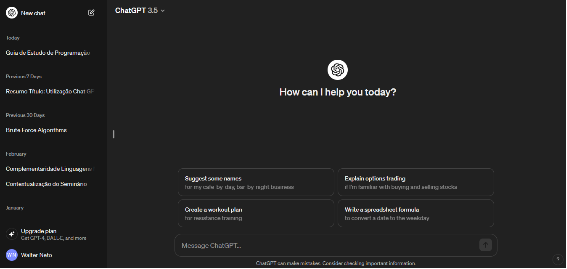 New chat
Today
Guia de Estudo de Programação
Previous 7 Days
Resumo Título: Utilização Chat GP
Previous 30 Days
Brute Force Algorithms
February
Complementaridade Linguagens
Contextualização do Seminário
January
Upgrade plan
Get GPT-4, DALL·E, and more
WN Walter Neto
ChatGPT 3.5
How can I help you today?
Suggest some names
for my café-by-day, bar-by-night business
Explain options trading
if I'm familiar with buying and selling stocks
Create a workout plan
for resistance training
Write a spreadsheet formula
to convert a date to the weekday
Message ChatGPT...
ChatGPT can make mistakes. Consider checking important information.
?